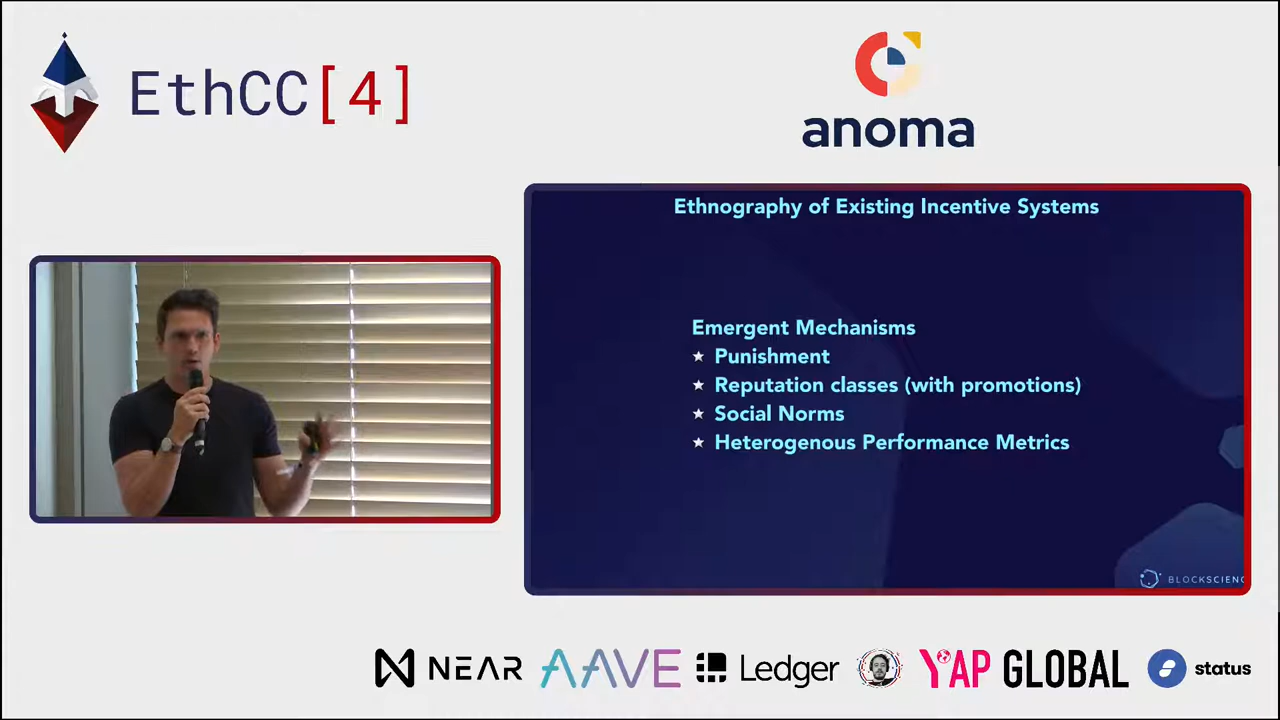 EthCC[4]
anoma
Ethnography of Existing Incentive Systems
Emergent Mechanisms
★ Punishment
★ Reputation classes (with promotions)
★ Social Norms
★ Heterogenous Performance Metrics
BLOCKSCIENC
NEAR
AAVE
Ledger
YAP GLOBAL
status